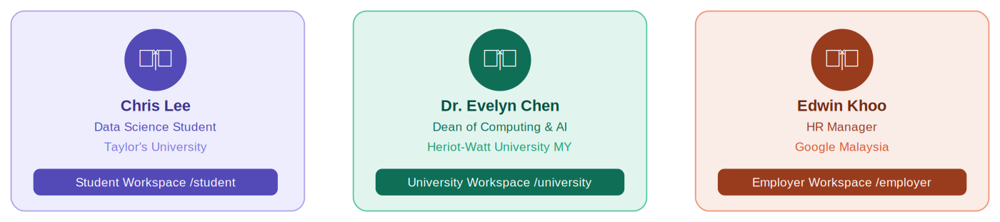 Chris Lee
Data Science Student
Taylor's University
Student Workspace /student
Dr. Evelyn Chen
Dean of Computing & AI
Heriot-Watt University MY
University Workspace /university
Edwin Khoo
HR Manager
Google Malaysia
Employer Workspace /employer